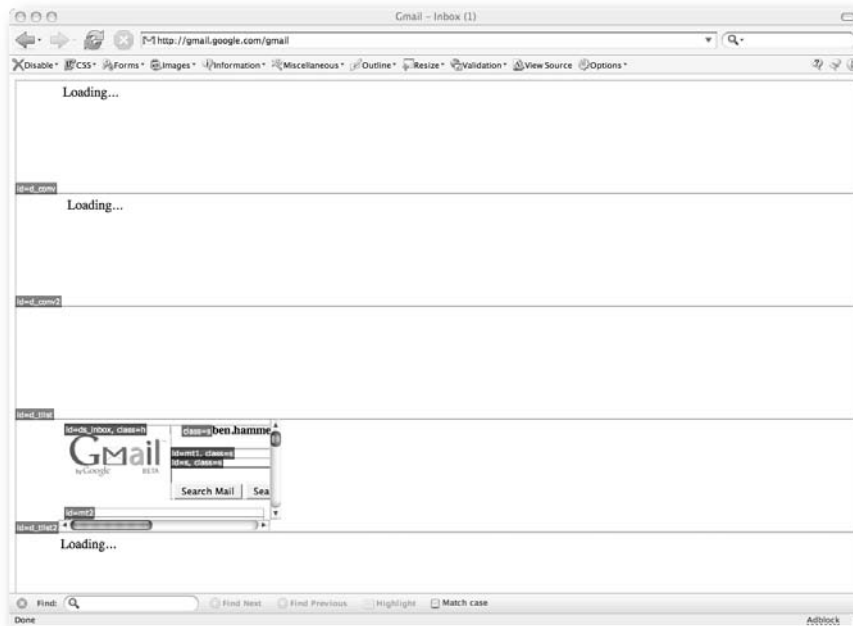 Gmail - Inbox (1)
http://gmail.google.com/gmail
Disable CSS Forms Images Information Miscellaneous Outline Resize Validation View Source Options
Loading...
id=d_conv
Loading...
id=d_conv2
id=d_tlist
id=ds_inbox, class=h
class=s ben.hamme
GMail
by Google BETA
id=mt1, class=s
id=s, class=s
Search Mail Sea
id=mt2
id=d_tlist2
Loading...
Find: Find Next Find Previous Highlight Match case
Done Adblock